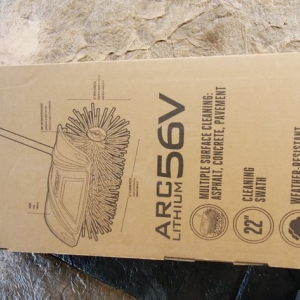 ARC
LITHIUM
56V
MULTIPLE SURFACE CLEANING:
ASPHALT, CONCRETE, PAVEMENT
22"
CLEANING
SWATH
WEATHER-RESISTANT